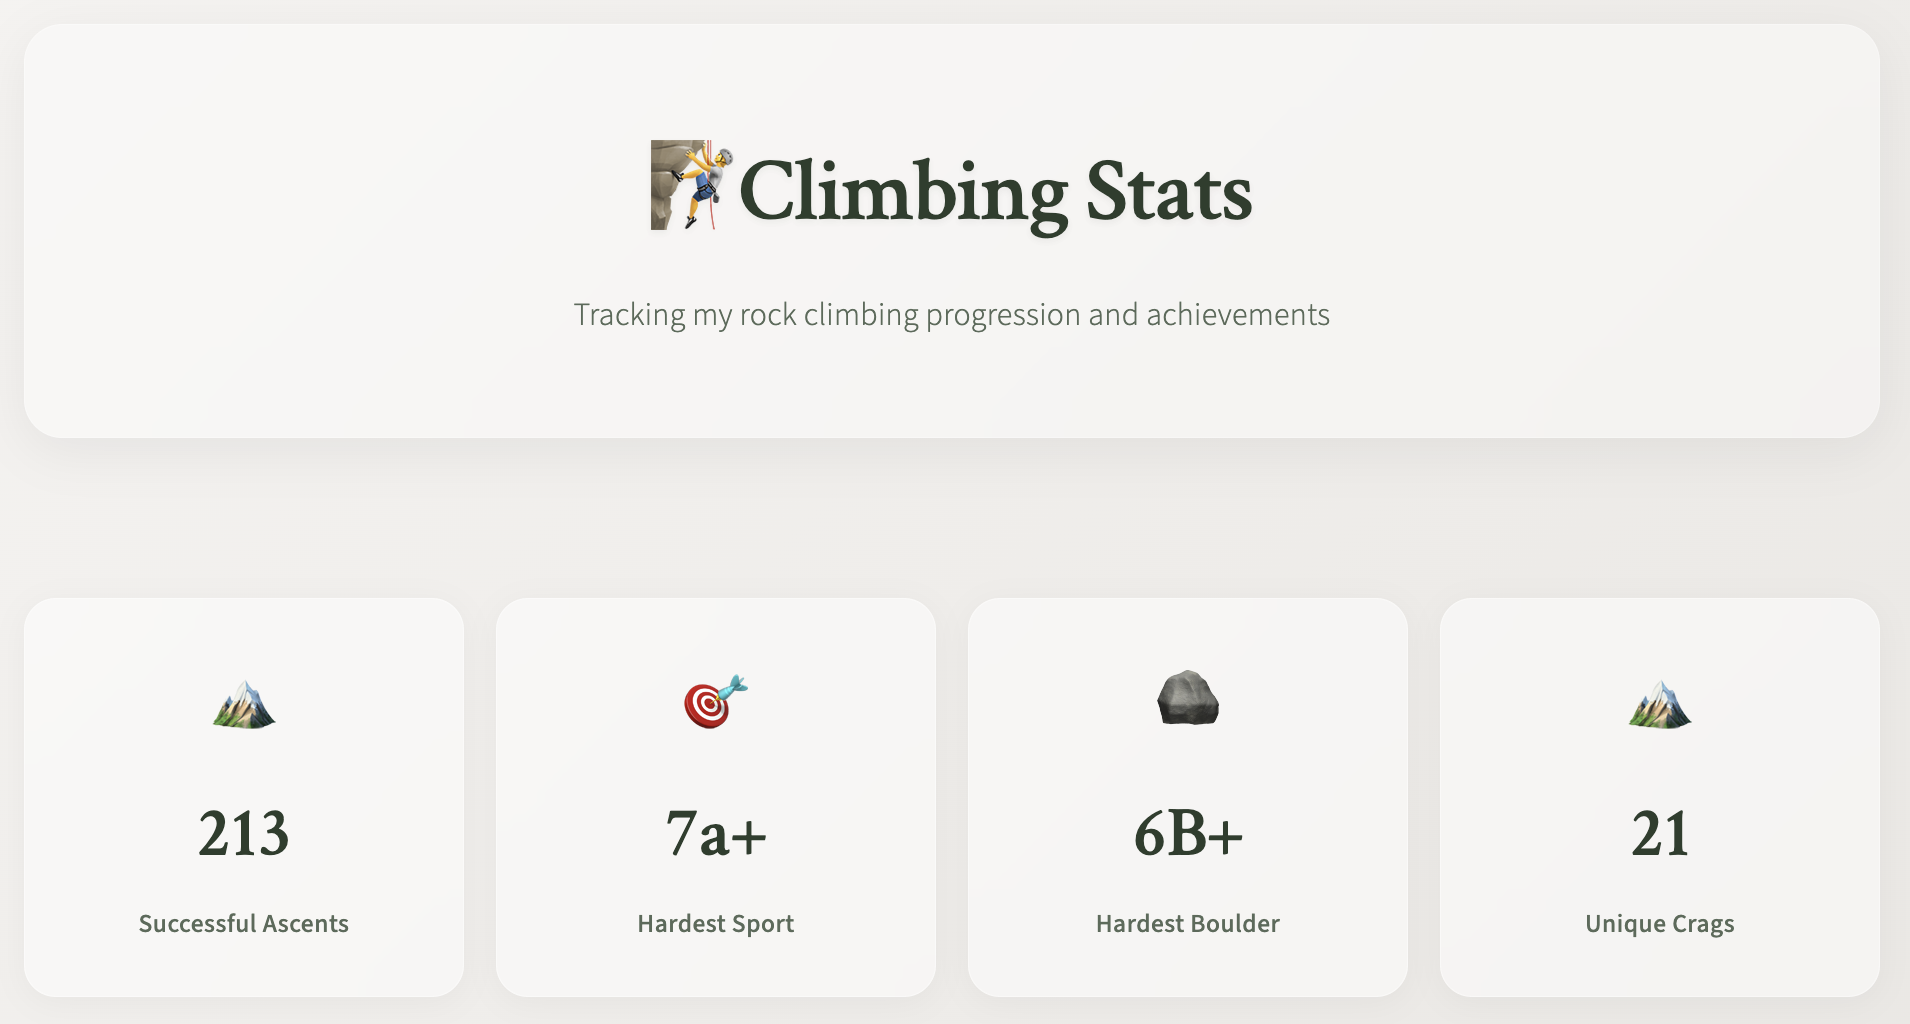 Climbing Stats
Tracking my rock climbing progression and achievements
213
Successful Ascents
7a+
Hardest Sport
6B+
Hardest Boulder
21
Unique Crags